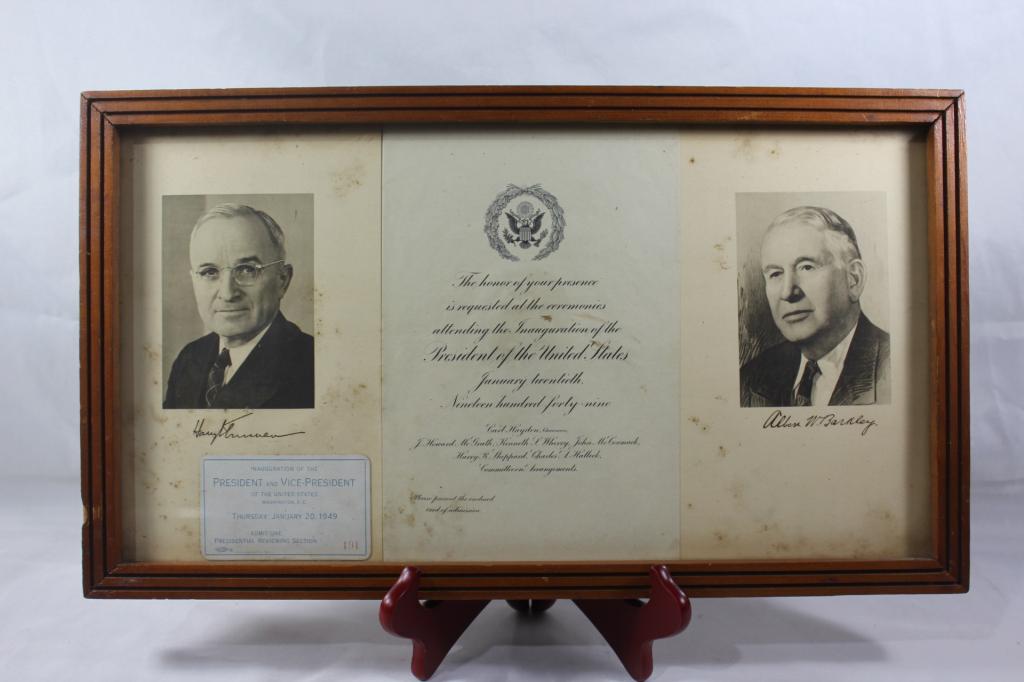 Harry S Truman
INAUGURATION OF THE
PRESIDENT AND VICE-PRESIDENT
OF THE UNITED STATES
WASHINGTON, D.C.
THURSDAY, JANUARY 20, 1949
ADMIT ONE
PRESIDENTIAL REVIEWING SECTION
191
The honor of your presence
is requested at the ceremonies
attending the Inauguration of the
President of the United States
January twentieth,
Nineteen hundred forty-nine
Carl Hayden, Chairman,
J. Howard McGrath, Kenneth S. Wherry, John McCormack,
Harry R. Sheppard, Charles A. Halleck,
Committee on Arrangements.
Please present the enclosed
card of admission
Alben W. Barkley